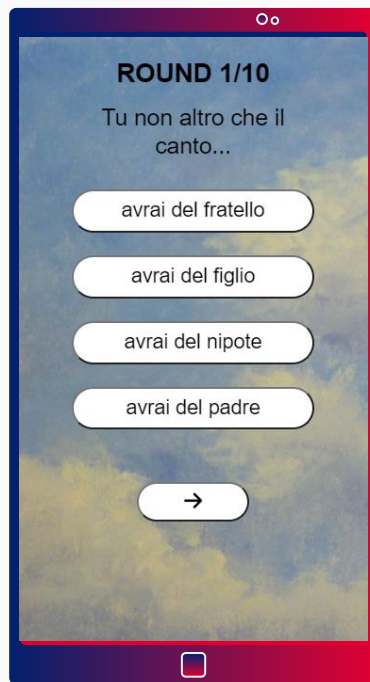 ROUND 1/10
Tu non altro che il
canto...
avrai del fratello
avrai del figlio
avrai del nipote
avrai del padre
→